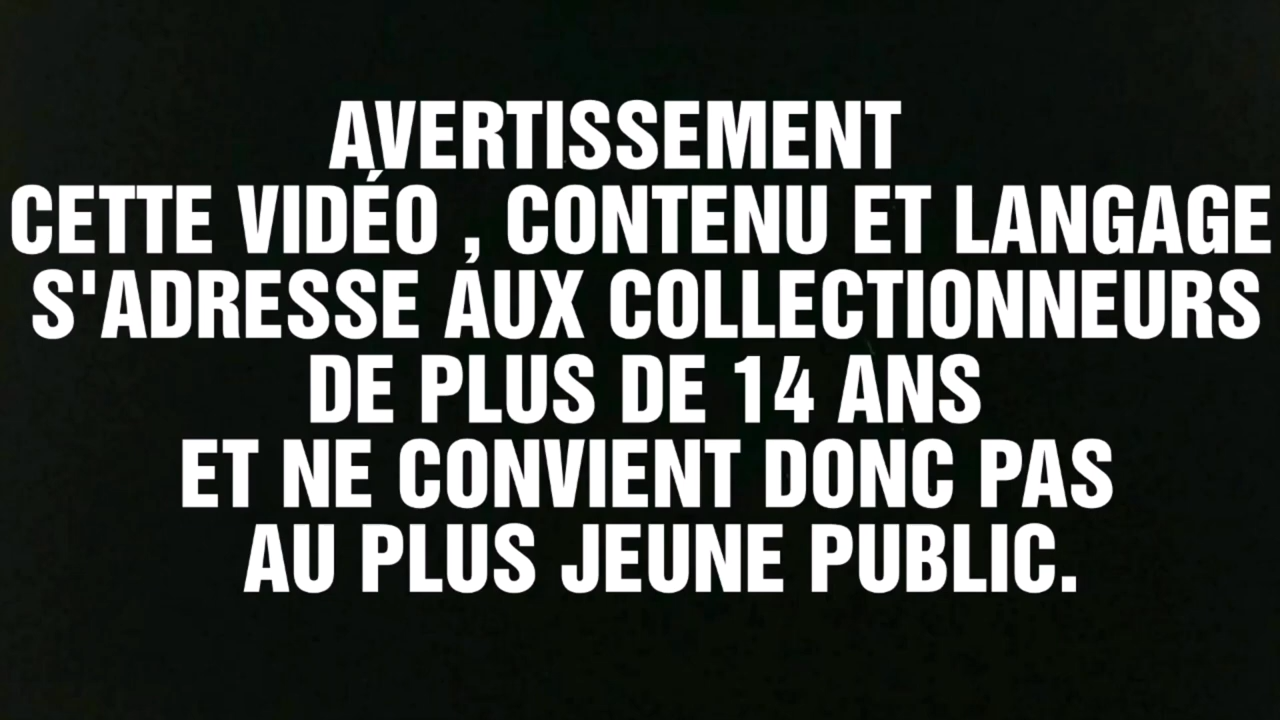 AVERTISSEMENT
CETTE VIDÉO , CONTENU ET LANGAGE
S'ADRESSE AUX COLLECTIONNEURS
DE PLUS DE 14 ANS
ET NE CONVIENT DONC PAS
AU PLUS JEUNE PUBLIC.